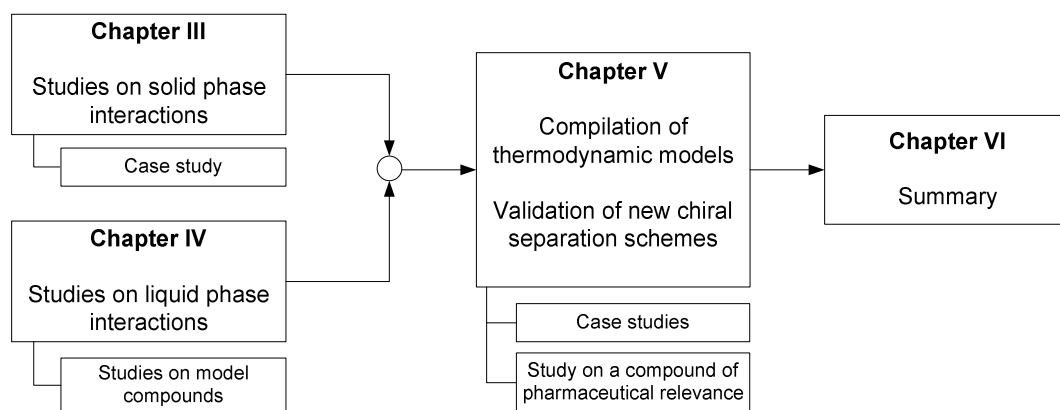 Chapter III
Studies on solid phase
interactions
Case study
Chapter IV
Studies on liquid phase
interactions
Studies on model
compounds
Chapter V
Compilation of
thermodynamic models
Validation of new chiral
separation schemes
Case studies
Study on a compound of
pharmaceutical relevance
Chapter VI
Summary